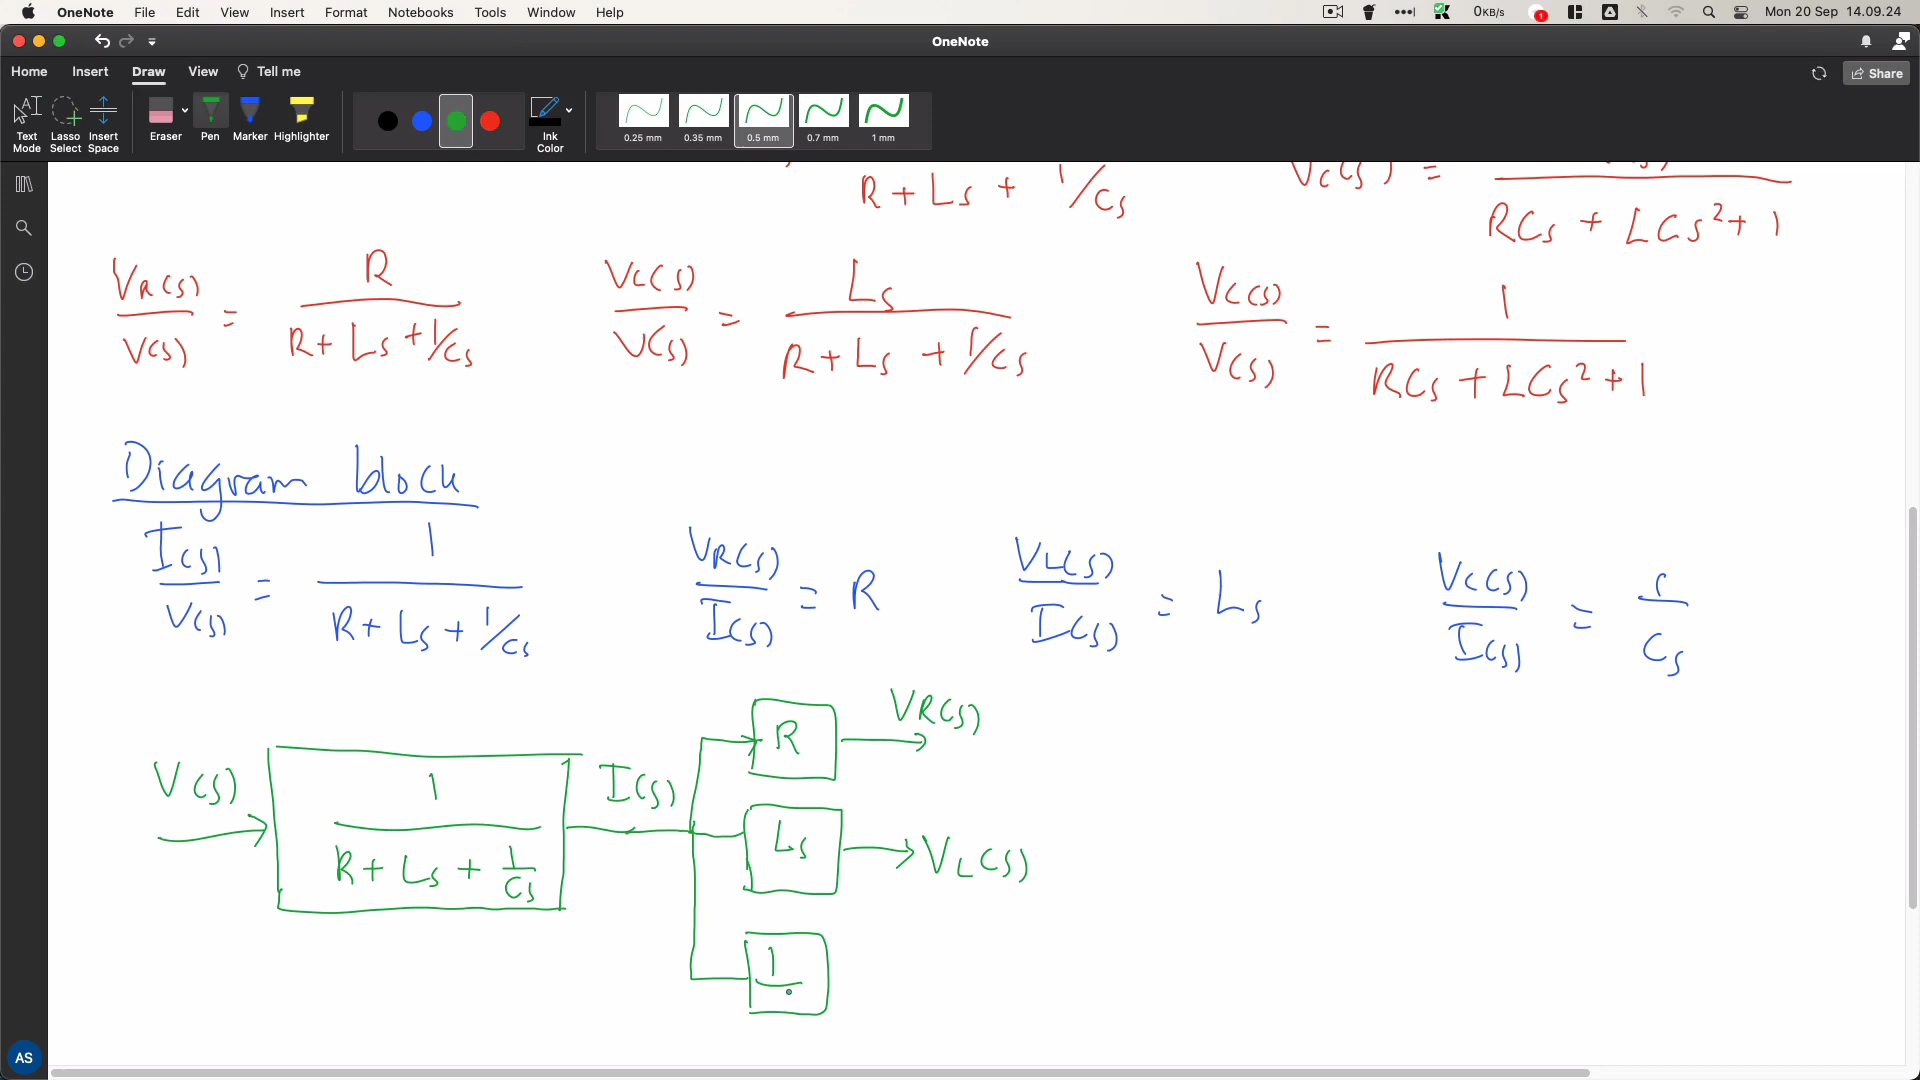 OneNote File Edit View Insert Format Notebooks Tools Window Help 0KB/s 1 Mon 20 Sep 14.09.24
OneNote
Home Insert Draw View Tell me Share
Text Mode Lasso Select Insert Space Eraser Pen Marker Highlighter Ink Color 0.25 mm 0.35 mm 0.5 mm 0.7 mm 1 mm
R + Ls + 1/Cs
Vc(s) =
RCs + LCs² + 1
VR(s)/V(s) = R/(R + Ls + 1/Cs)
VL(s)/V(s) = Ls/(R + Ls + 1/Cs)
Vc(s)/V(s) = 1/(RCs + LCs² + 1)
Diagram block
I(s)/V(s) = 1/(R + Ls + 1/Cs)
VR(s)/I(s) = R
VL(s)/I(s) = Ls
Vc(s)/I(s) = 1/Cs
V(s)
1/(R + Ls + 1/Cs)
I(s)
R
VR(s)
Ls
VL(s)
1
AS